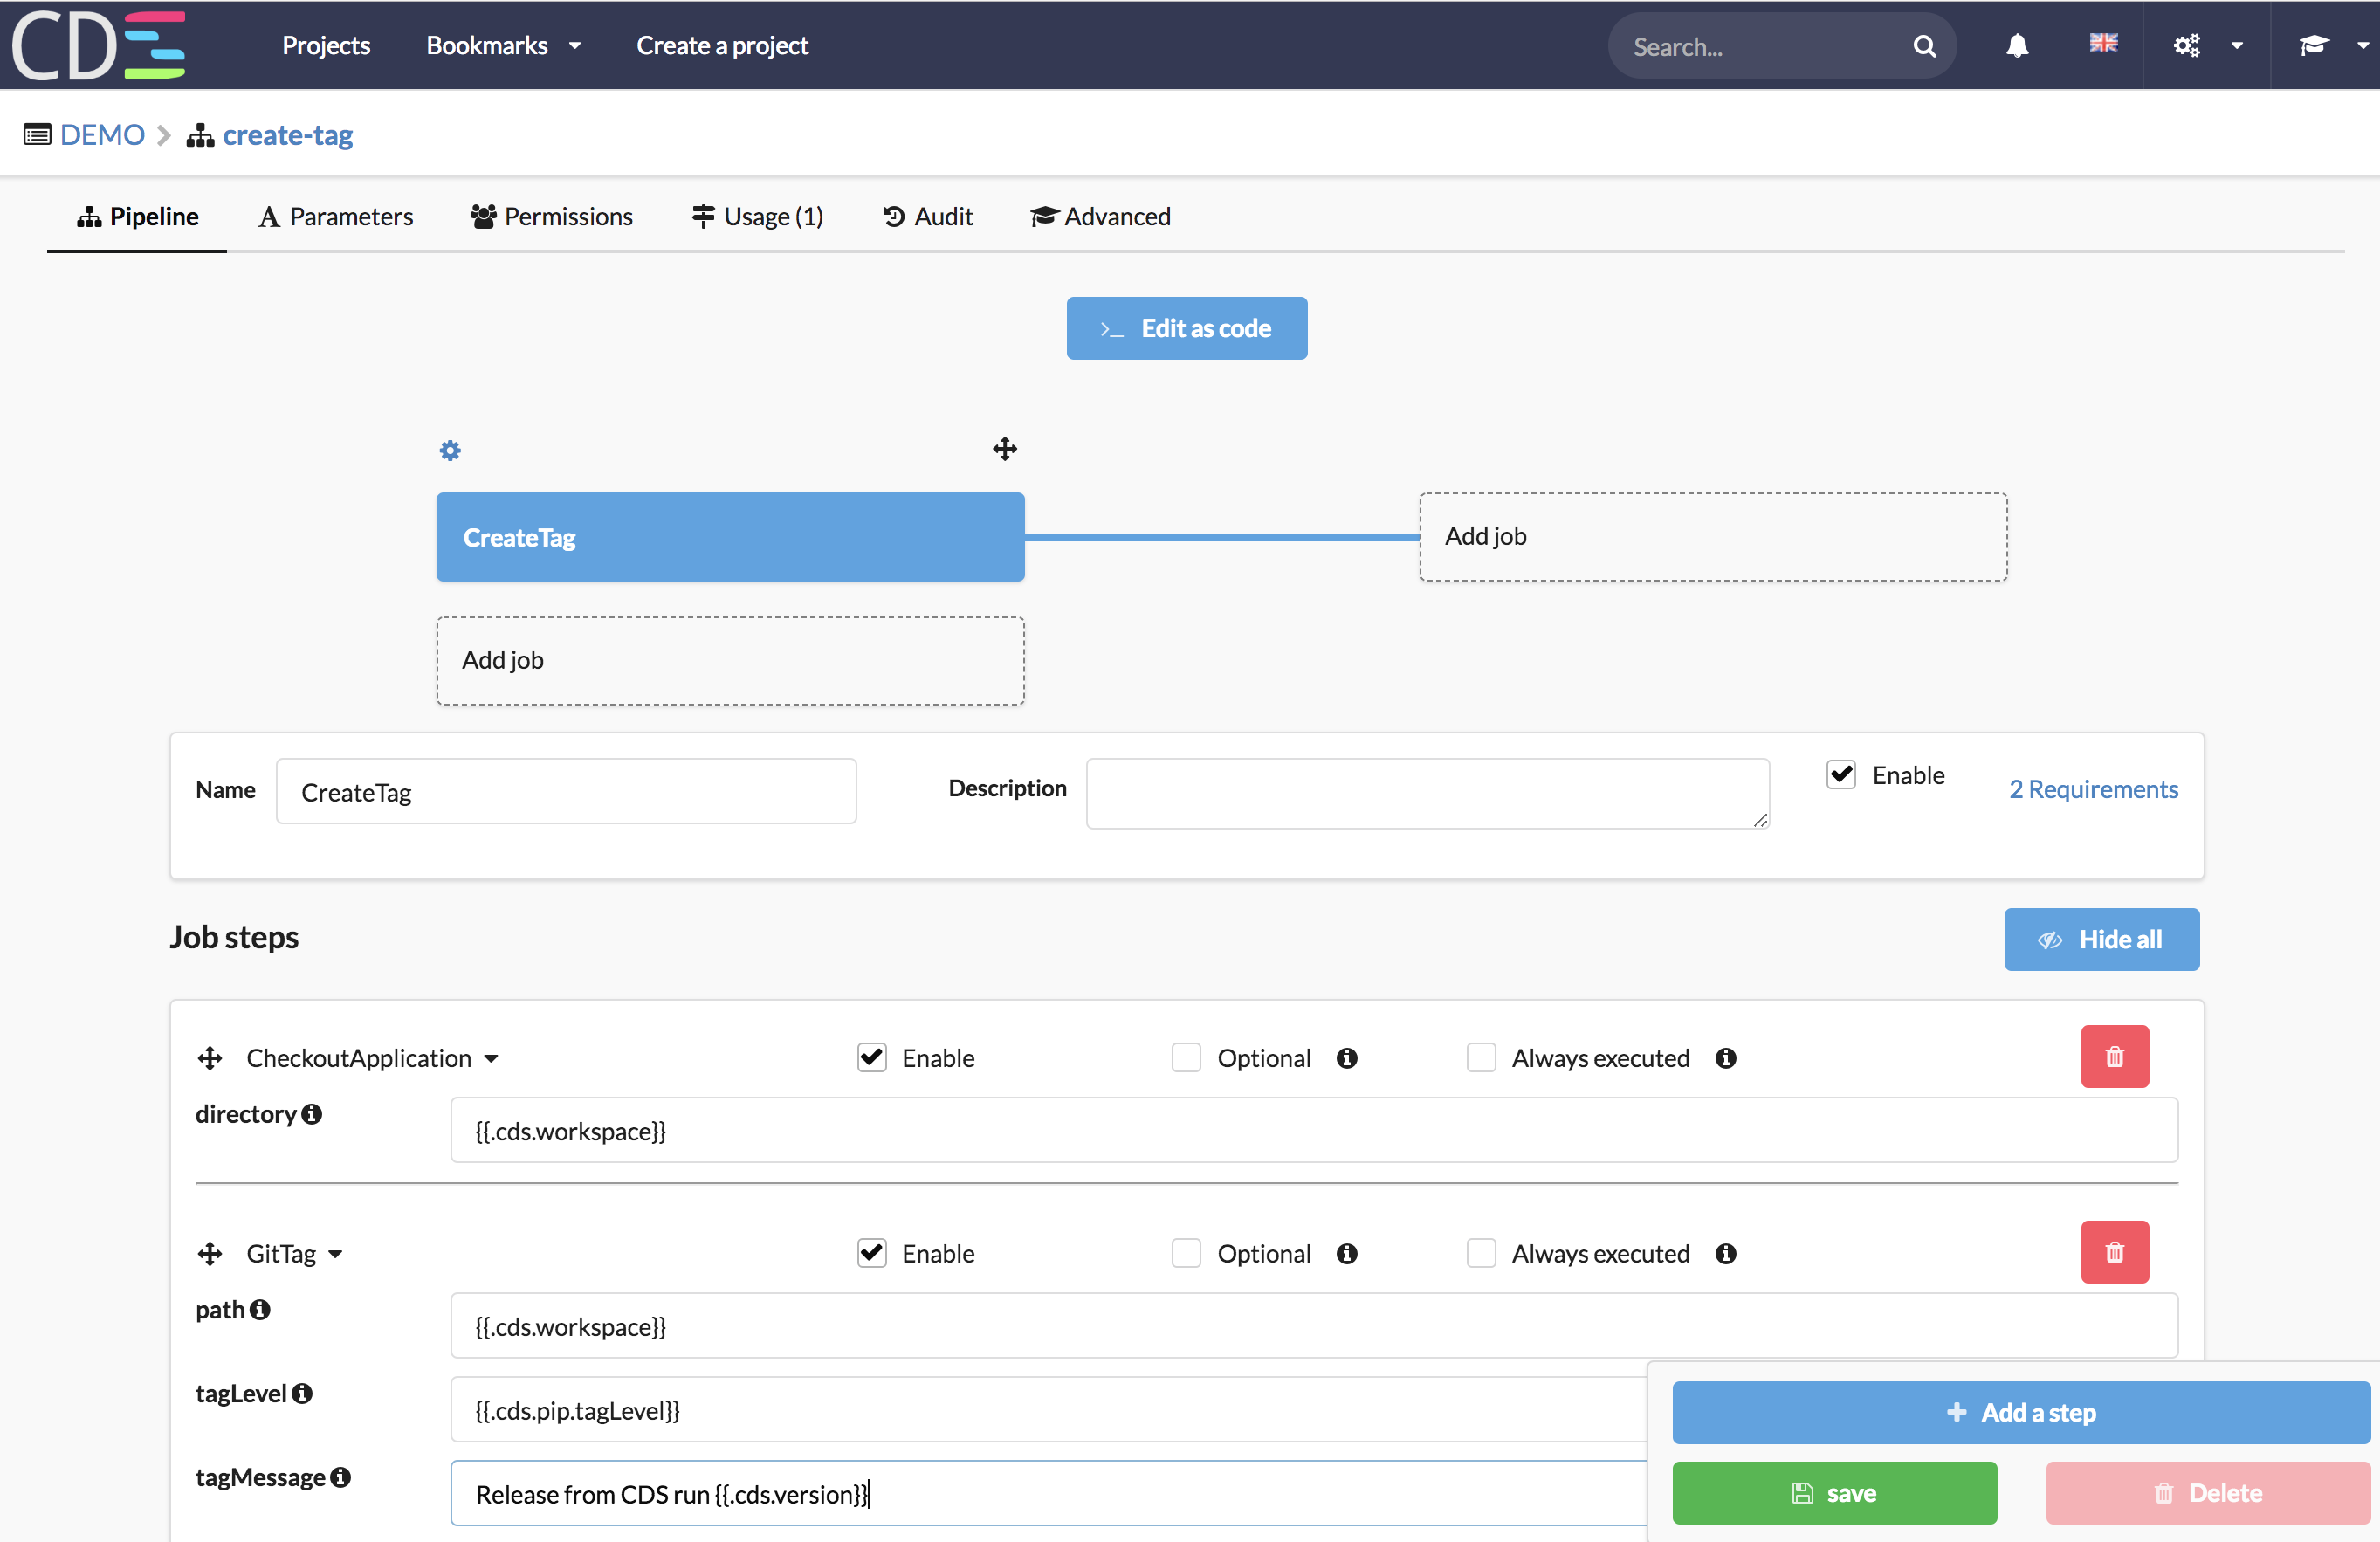 CDS
Projects Bookmarks Create a project Search...
DEMO create-tag
Pipeline Parameters Permissions Usage (1) Audit Advanced
>_ Edit as code
CreateTag Add job
Add job
Name CreateTag Description Enable 2 Requirements
Job steps Hide all
CheckoutApplication Enable Optional Always executed
directory {{.cds.workspace}}
GitTag Enable Optional Always executed
path {{.cds.workspace}}
tagLevel {{.cds.pip.tagLevel}}
tagMessage Release from CDS run {{.cds.version}}
Add a step
save Delete